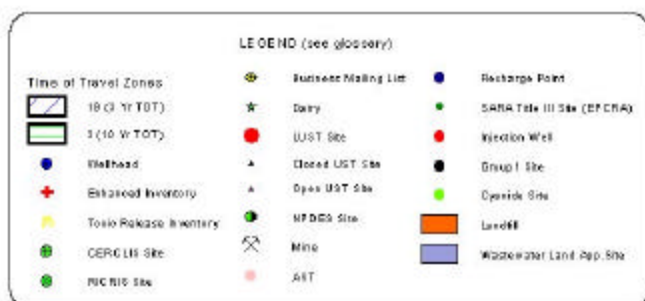 LEGEND (see glossary)
Time of Travel Zones
1B (3 Yr TOT)
2 (10 Yr TOT)
Wellhead
Enhanced Inventory
Toxic Release Inventory
CERCLIS Site
RICRIS Site
Business Mailing List
Dairy
LUST Site
Closed UST Site
Open UST Site
NPDES Site
Mine
AST
Recharge Point
SARA Title III Site (EPCRA)
Injection Well
Group 1 Site
Cyanide Site
Landfill
Wastewater Land App. Site